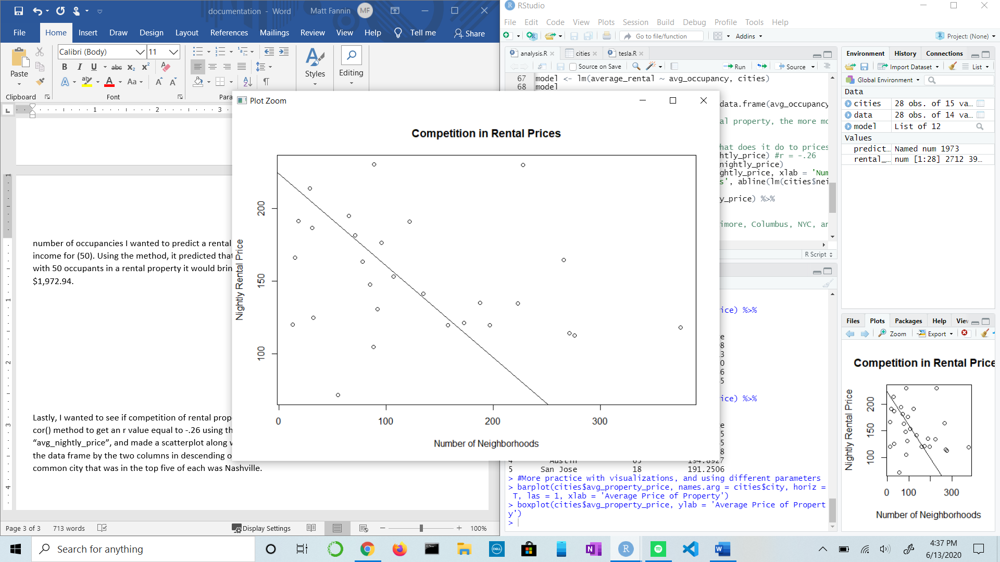 documentation - Word
Matt Fannin
MF
File Home Insert Draw Design Layout References Mailings Review View Help Tell me Share
Calibri (Body) 11
Paste
Styles
Editing
Clipboard Font Para
number of occupancies I wanted to predict a rental
income for (50). Using the method, it predicted that
with 50 occupants in a rental property it would brin
$1,972.94.
Lastly, I wanted to see if competition of rental prop
cor() method to get an r value equal to -.26 using th
“avg_nightly_price”, and made a scatterplot along
the data frame by the two columns in descending o
common city that was in the top five of each was Nashville.
Page 3 of 3 713 words Display Settings 100%
Plot Zoom
Competition in Rental Prices
Nightly Rental Price
200
150
100
0 100 200 300
Number of Neighborhoods
RStudio
File Edit Code View Plots Session Build Debug Profile Tools Help
Go to file/function Addins Project: (None)
analysis.R cities tesla.R
Source on Save Run Source
67 model <- lm(average_rental ~ avg_occupancy, cities)
68 model
data.frame(avg_occupancy
al property, the more mo
hat does it do to prices
htly_price) #r = -.26
nightly_price)
ghtly_price, xlab = 'Num
s', abline(lm(cities$nei
y_price) %>%
imore, Columbus, NYC, an
R Script
ice) %>%
e
8
3
0
6
5
ice) %>%
e
5
5
8
4 Austin 65 194.8927
5 San Jose 18 191.2506
> #More practice with visualizations, and using different parameters
> barplot(cities$avg_property_price, names.arg = cities$city, horiz =
T, las = 1, xlab = 'Average Price of Property')
> boxplot(cities$avg_property_price, ylab = 'Average Price of Propert
y')
>
Environment History Connections
Import Dataset List
Global Environment
Data
cities 28 obs. of 15 va…
data 28 obs. of 14 va…
model List of 12
Values
predict… Named num 1973
rental_… num [1:28] 2712 39…
Files Plots Packages Help View
Zoom Export
Competition in Rental Price
Nightly Rental Price
200
150
100
0 100 300
Number of Neighborhoods
Search for anything
4:37 PM
6/13/2020